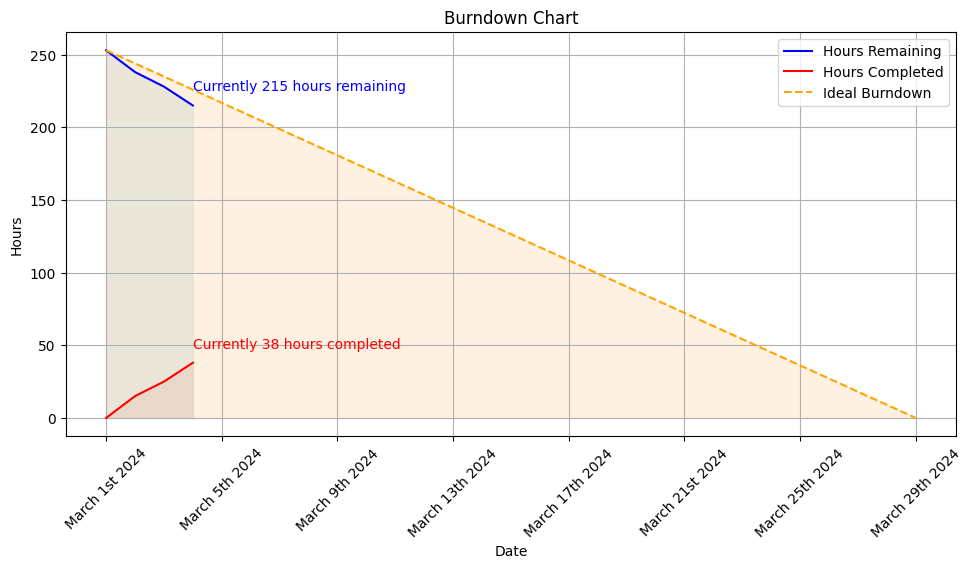 Burndown Chart
Hours Remaining
Hours Completed
Ideal Burndown
Currently 215 hours remaining
Currently 38 hours completed
Hours
250
200
150
100
50
0
March 1st 2024
March 5th 2024
March 9th 2024
March 13th 2024
March 17th 2024
March 21st 2024
March 25th 2024
March 29th 2024
Date